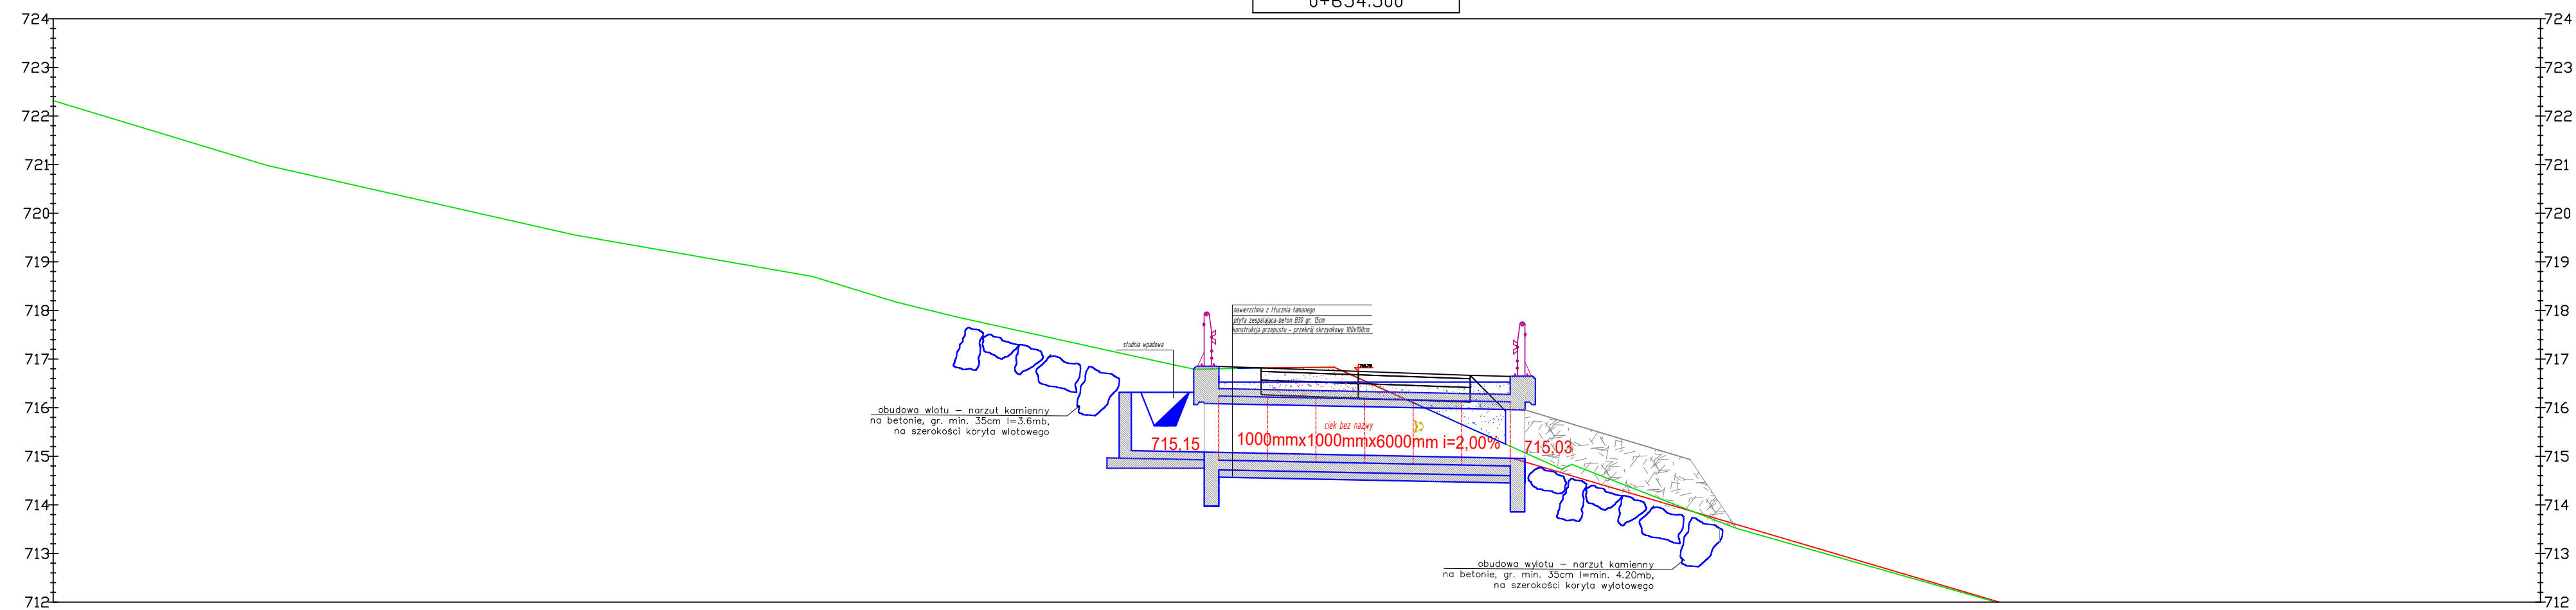 0+654.500
724 724
723 723
722 722
721 721
720 720
719 719
718 718
717 717
716 716
715 715
714 714
713 713
712 712
nawierzchnia z tłucznia łamanego
płyta zespalająca-beton B30 gr. 15cm
konstrukcja przepustu - przekrój skrzynkowy 100x100cm
studnia wpadowa
obudowa wlotu – narzut kamienny
na betonie, gr. min. 35cm l=3.6mb,
na szerokości koryta wlotowego
ciek bez nazwy
715,15
1000mmx1000mmx6000mm i=2,00%
715,03
obudowa wylotu – narzut kamienny
na betonie, gr. min. 35cm l=min. 4.20mb,
na szerokości koryta wylotowego